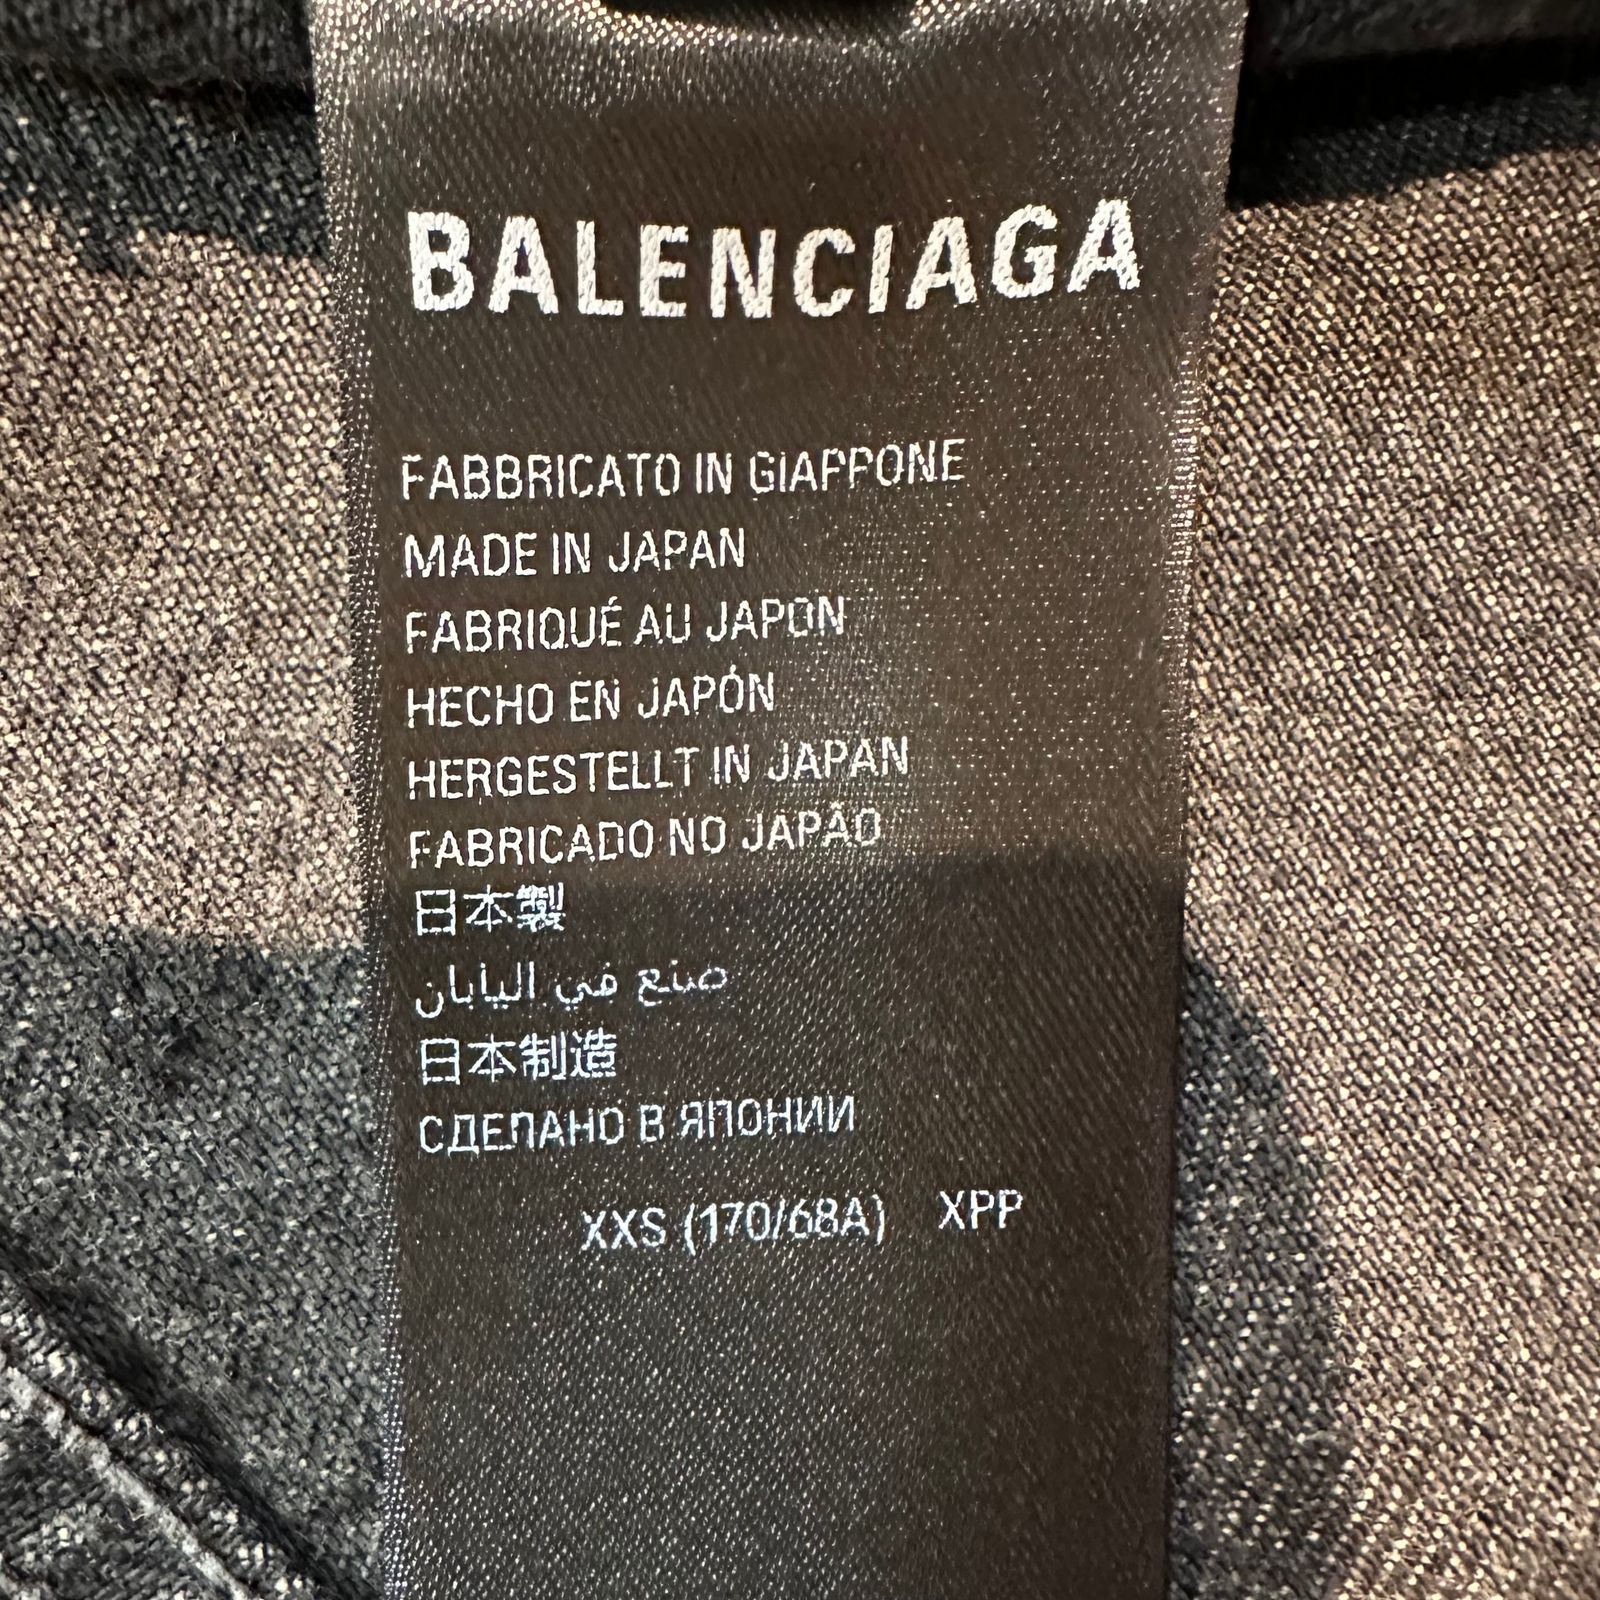 BALENCIAGA
FABBRICATO IN GIAPPONE
MADE IN JAPAN
FABRIQUÉ AU JAPON
HECHO EN JAPÓN
HERGESTELLT IN JAPAN
FABRICADO NO JAPÃO
日本製
صنع في اليابان
日本制造
СДЕЛАНО В ЯПОНИИ
XXS (170/68A) XPP